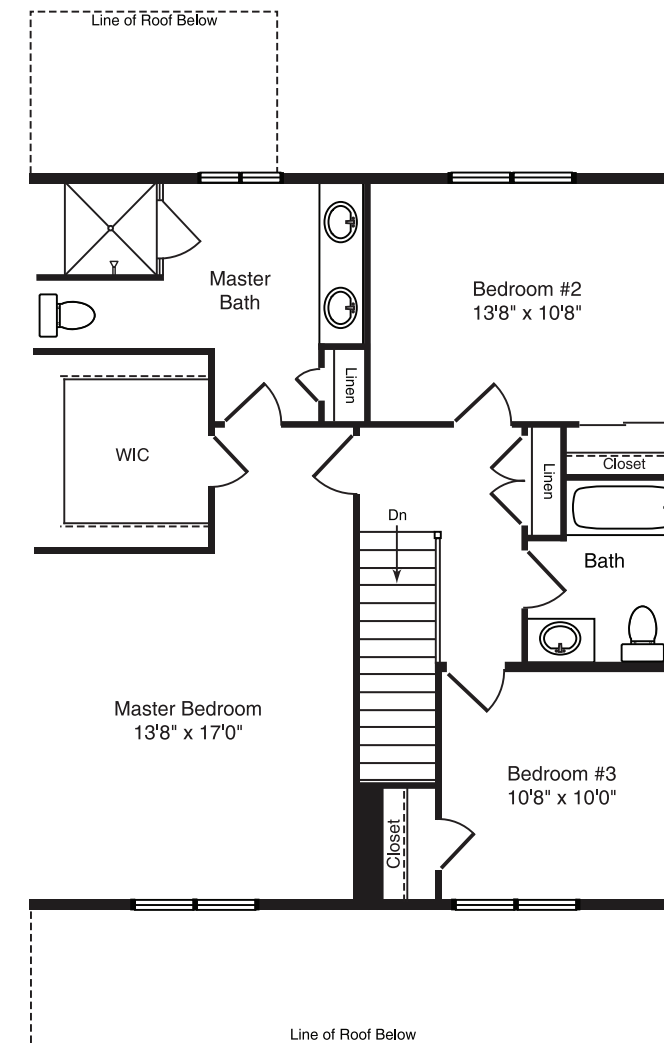 Line of Roof Below
Master
Bath
Bedroom #2
13'8" x 10'8"
Linen
WIC
Closet
Linen
Dn
Bath
Master Bedroom
13'8" x 17'0"
Bedroom #3
10'8" x 10'0"
Closet
Line of Roof Below